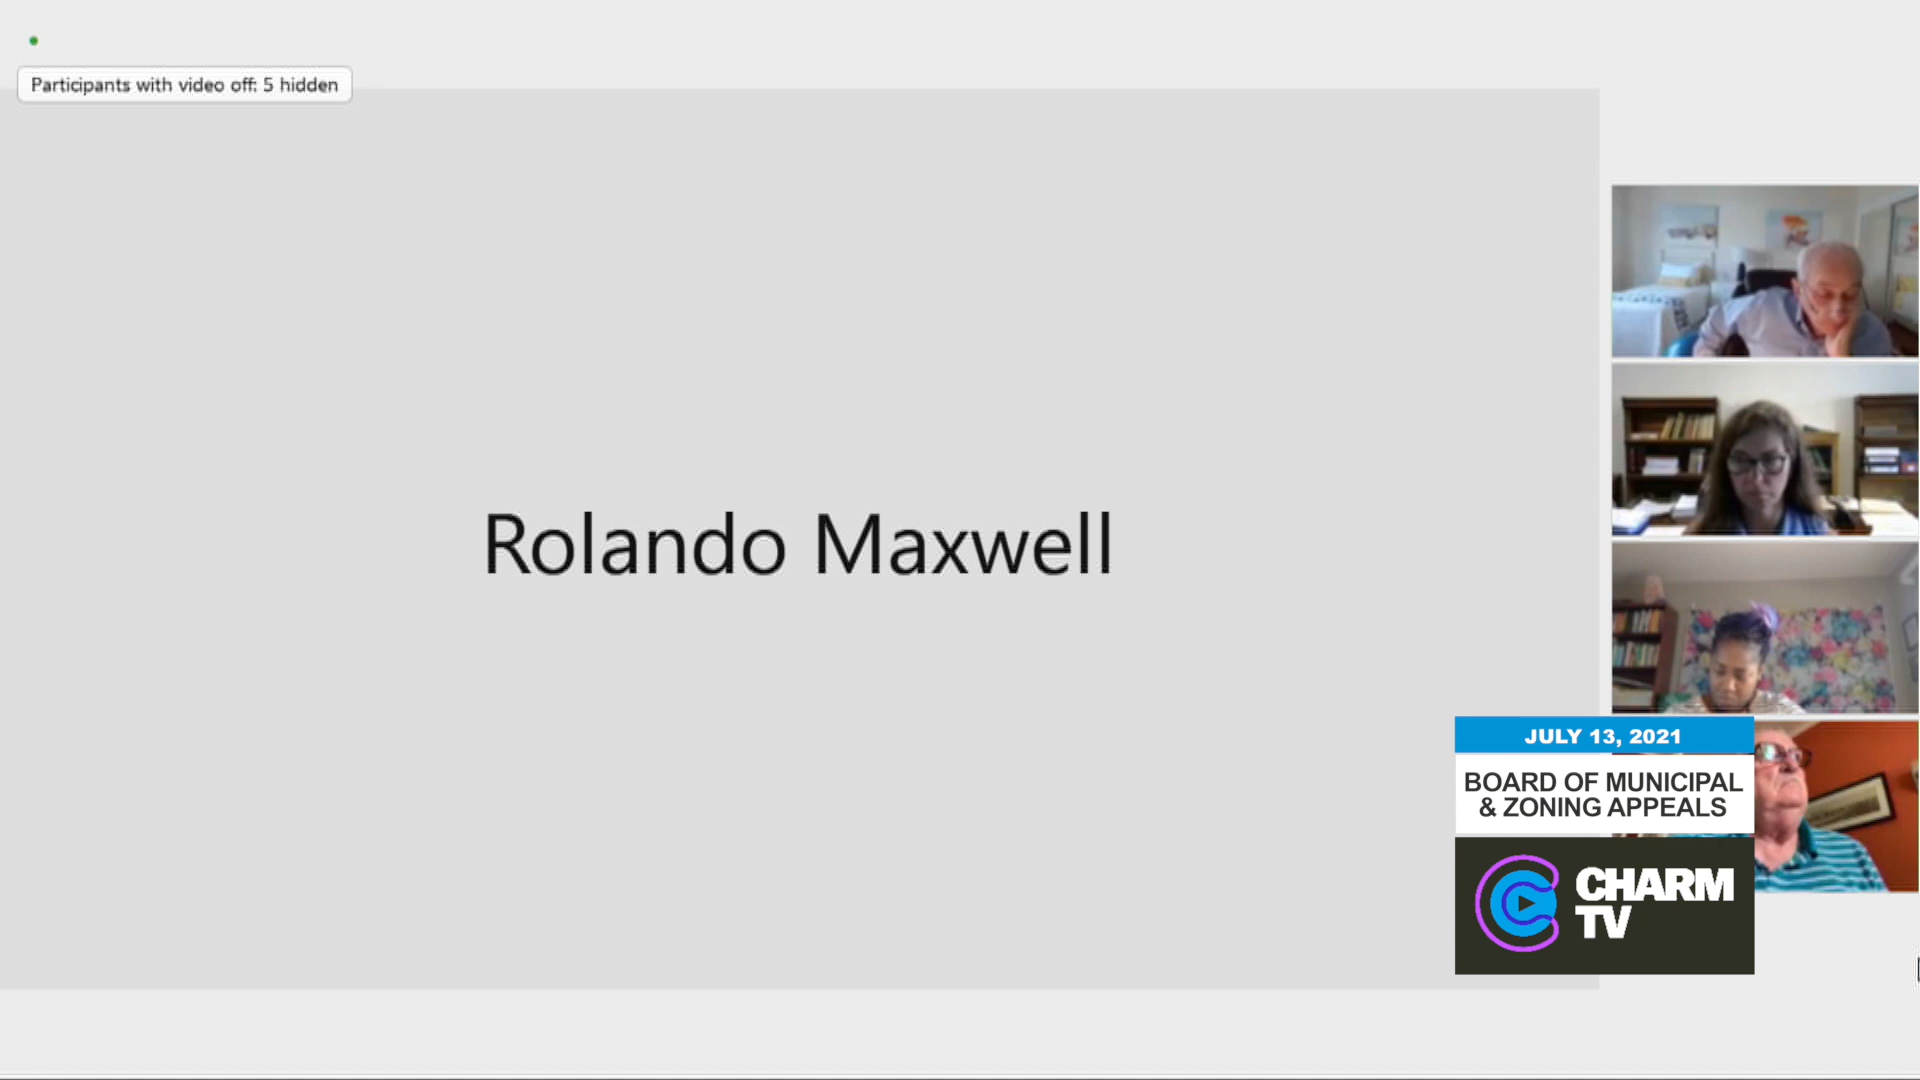 Participants with video off: 5 hidden
Rolando Maxwell
JULY 13, 2021
BOARD OF MUNICIPAL
& ZONING APPEALS
CHARM
TV